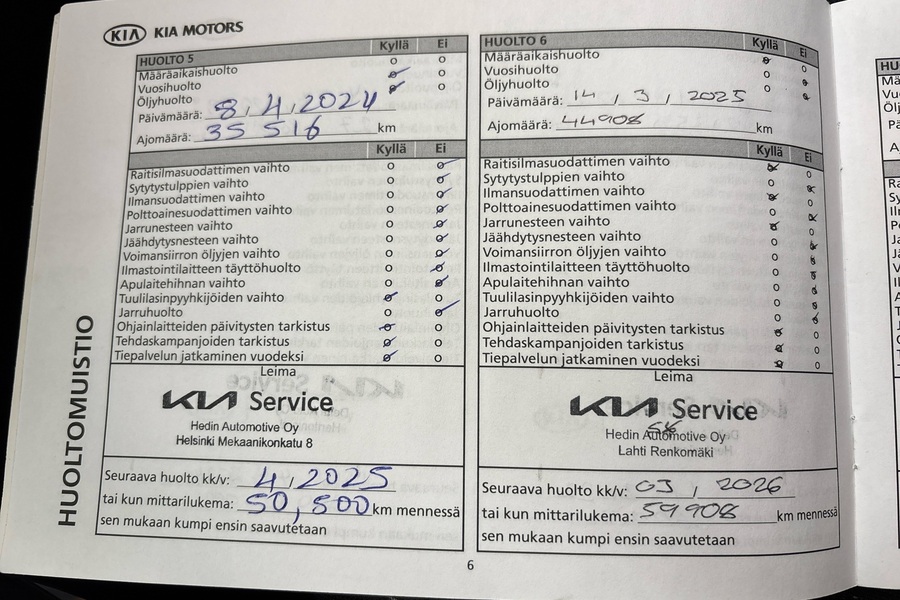 KIA KIA MOTORS
HUOLTO 5 Kyllä Ei
Määräaikaishuolto
Vuosihuolto
Öljyhuolto
Päivämäärä: 8, 4, 2024
Ajomäärä: 35 516 km
Kyllä Ei
Raitisilmasuodattimen vaihto
Sytytystulppien vaihto
Ilmansuodattimen vaihto
Polttoainesuodattimen vaihto
Jarrunesteen vaihto
Jäähdytysnesteen vaihto
Voimansiirron öljyjen vaihto
Ilmastointilaitteen täyttöhuolto
Apulaitehihnan vaihto
Tuulilasinpyyhkijöiden vaihto
Jarruhuolto
Ohjainlaitteiden päivitysten tarkistus
Tehdaskampanjoiden tarkistus
Tiepalvelun jatkaminen vuodeksi
Leima
KIA Service
Hedin Automotive Oy
Helsinki Mekaanikonkatu 8
Seuraava huolto kk/v: 4, 2025
tai kun mittarilukema: 50,500 km mennessä
sen mukaan kumpi ensin saavutetaan
HUOLTO 6 Kyllä Ei
Määräaikaishuolto
Vuosihuolto
Öljyhuolto
Päivämäärä: 14, 3, 2025
Ajomäärä: 44908 km
Kyllä Ei
Raitisilmasuodattimen vaihto
Sytytystulppien vaihto
Ilmansuodattimen vaihto
Polttoainesuodattimen vaihto
Jarrunesteen vaihto
Jäähdytysnesteen vaihto
Voimansiirron öljyjen vaihto
Ilmastointilaitteen täyttöhuolto
Apulaitehihnan vaihto
Tuulilasinpyyhkijöiden vaihto
Jarruhuolto
Ohjainlaitteiden päivitysten tarkistus
Tehdaskampanjoiden tarkistus
Tiepalvelun jatkaminen vuodeksi
Leima
KIA Service
Hedin Automotive Oy
Lahti Renkomäki
Seuraava huolto kk/v: 03, 2026
tai kun mittarilukema: 59908 km mennessä
sen mukaan kumpi ensin saavutetaan
HUOLTOMUISTIO
6